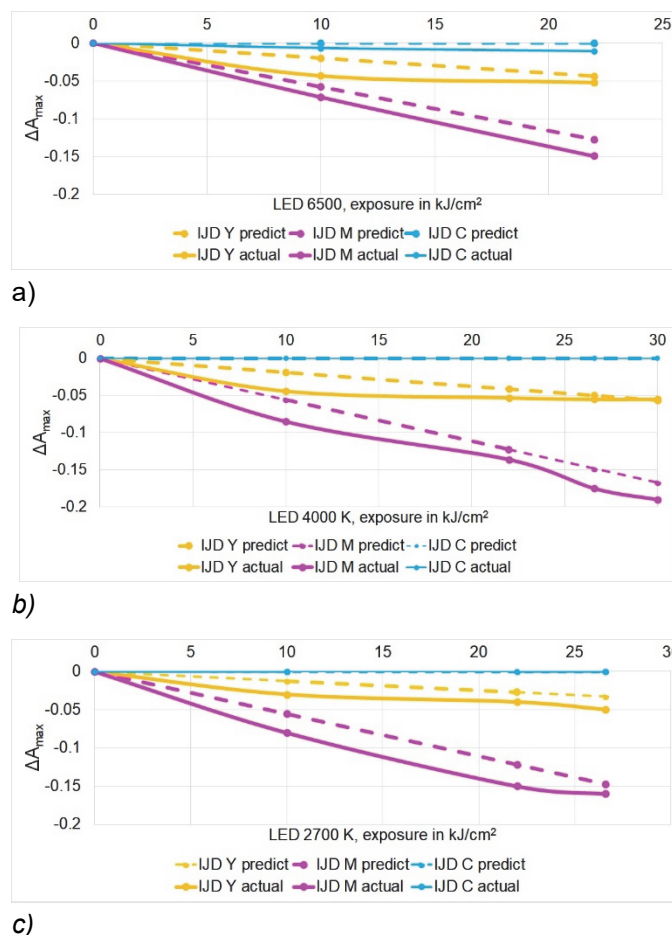 0 5 10 15 20 25
0
-0.05
-0.1
-0.15
-0.2
ΔAmax
LED 6500, exposure in kJ/cm²
IJD Y predict IJD M predict IJD C predict
IJD Y actual IJD M actual IJD C actual
a)
0 5 10 15 20 25 30
0
-0.05
-0.1
-0.15
-0.2
ΔAmax
LED 4000 K, exposure in kJ/cm²
IJD Y predict IJD M predict IJD C predict
IJD Y actual IJD M actual IJD C actual
b)
0 5 10 15 20 25 30
0
-0.05
-0.1
-0.15
-0.2
ΔAmax
LED 2700 K, exposure in kJ/cm²
IJD Y predict IJD M predict IJD C predict
IJD Y actual IJD M actual IJD C actual
c)